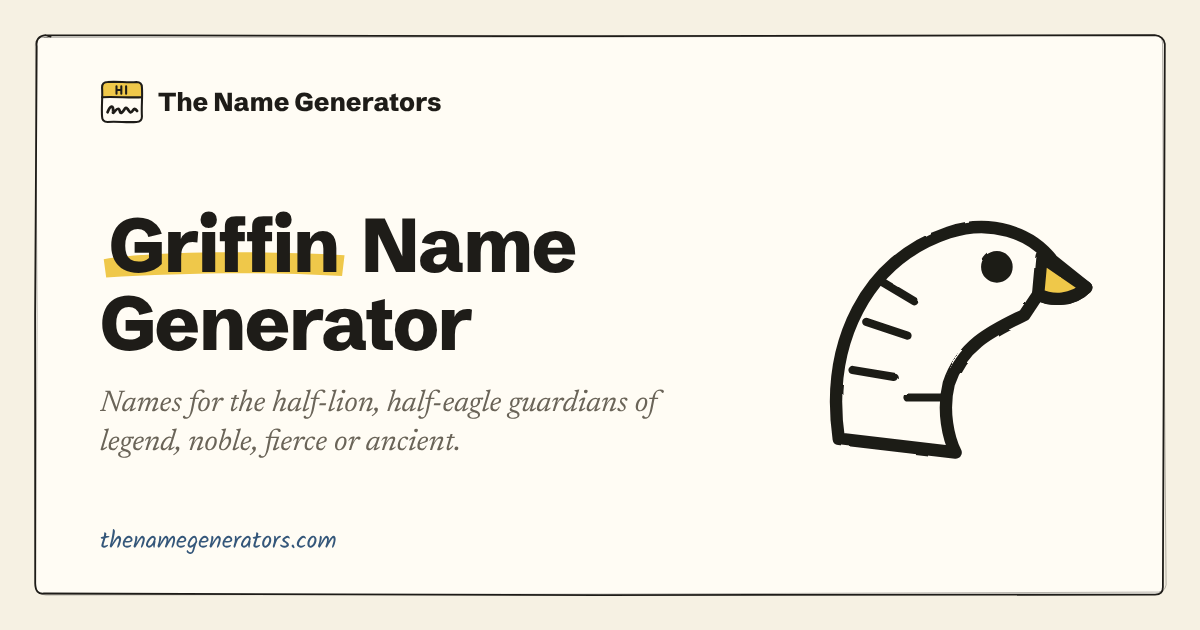 HI
The Name Generators
Griffin Name
Generator
Names for the half-lion, half-eagle guardians of
legend, noble, fierce or ancient.
thenamegenerators.com